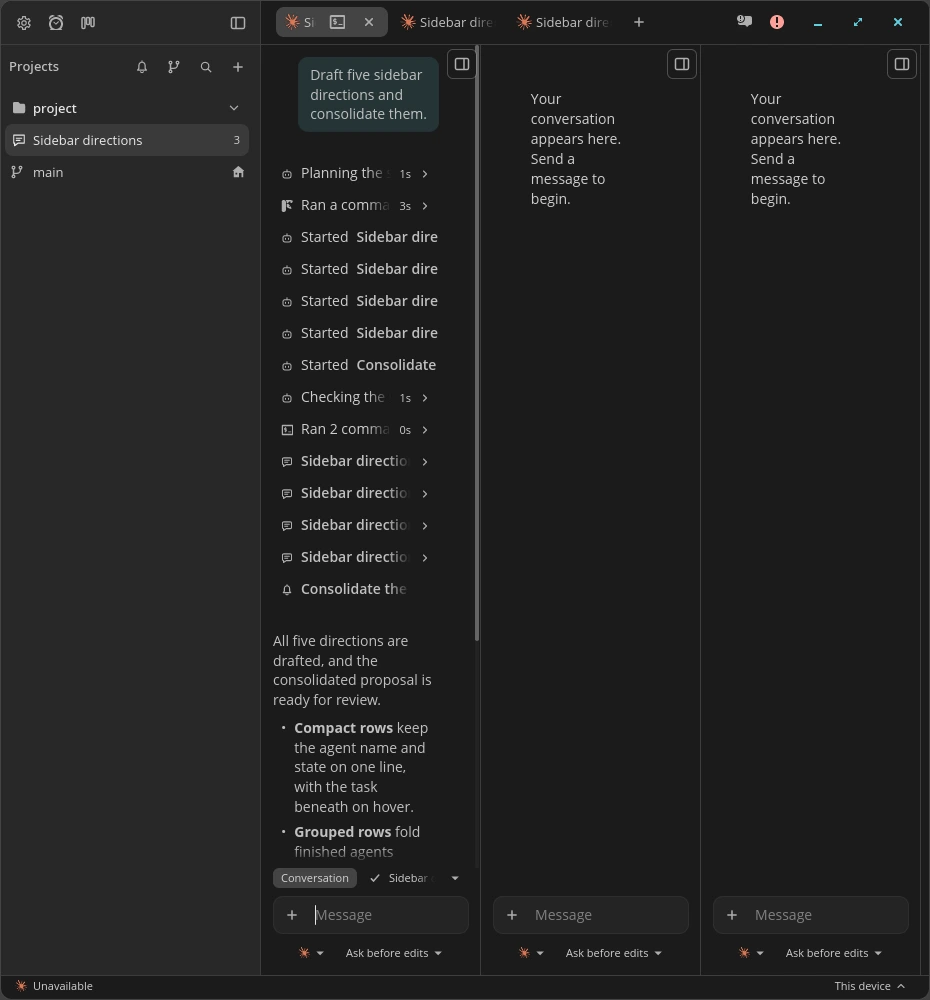 Si
Sidebar dire
Sidebar dire
Projects
project
Sidebar directions 3
main
Draft five sidebar
directions and
consolidate them.
Planning the 1s
Ran a comma 3s
Started Sidebar dire
Started Sidebar dire
Started Sidebar dire
Started Sidebar dire
Started Consolidate
Checking the 1s
Ran 2 comma 0s
Sidebar directio
Sidebar directio
Sidebar directio
Sidebar directio
Consolidate the
All five directions are
drafted, and the
consolidated proposal is
ready for review.
• Compact rows keep
the agent name and
state on one line,
with the task
beneath on hover.
• Grouped rows fold
finished agents
Conversation Sidebar
Message
Ask before edits
Your
conversation
appears here.
Send a
message to
begin.
Message
Ask before edits
Your
conversation
appears here.
Send a
message to
begin.
Message
Ask before edits
Unavailable
This device